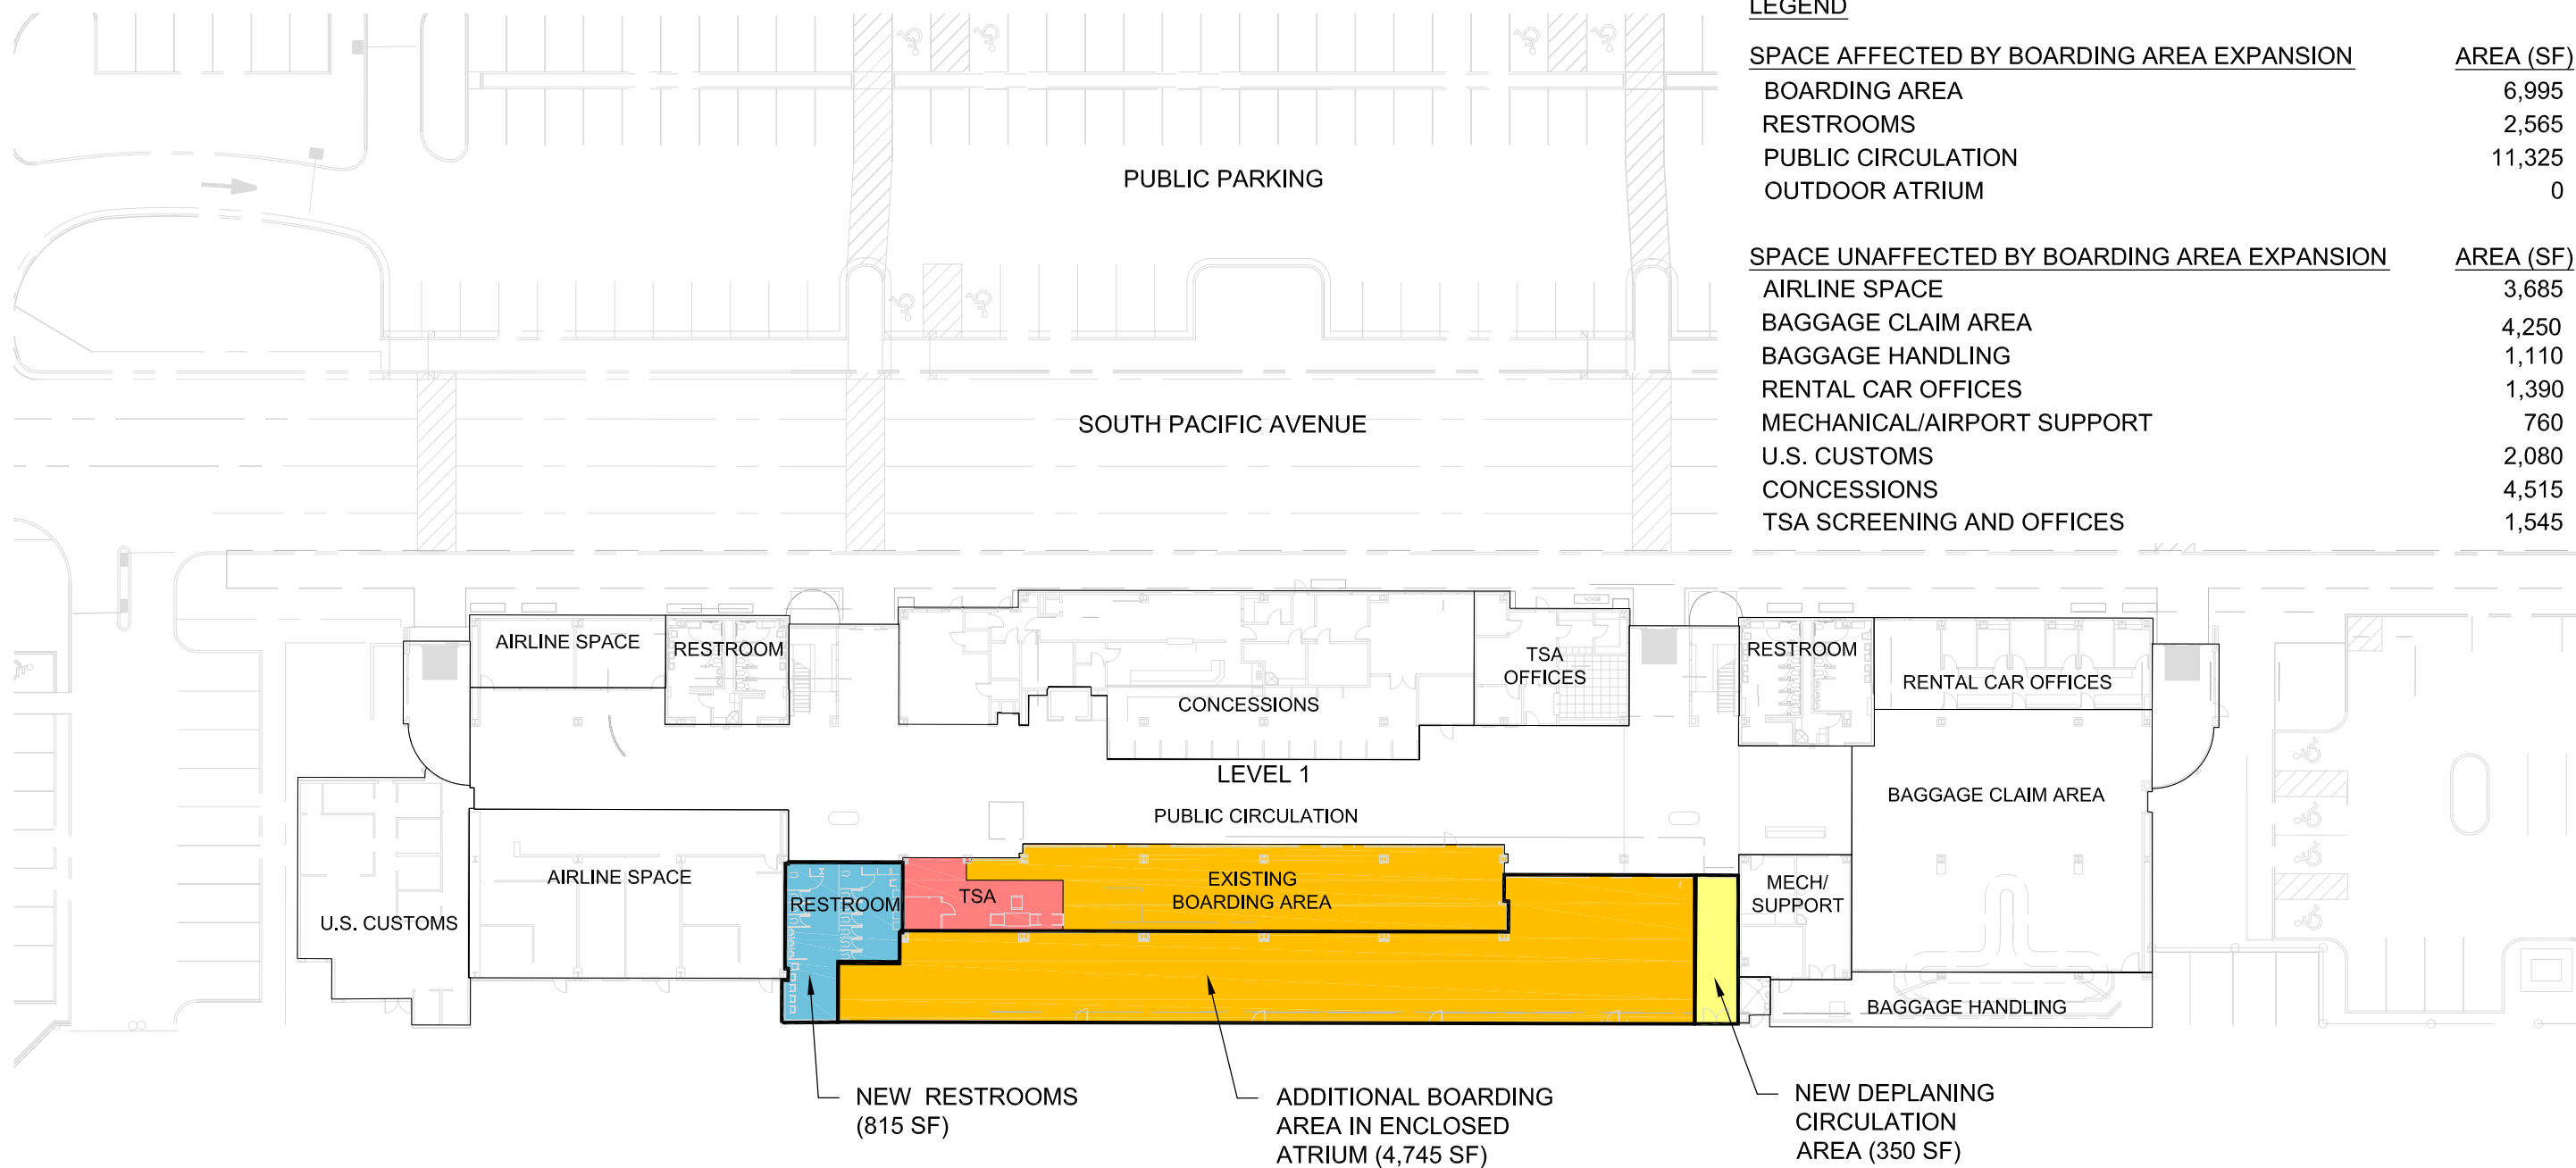 LEGEND
SPACE AFFECTED BY BOARDING AREA EXPANSION AREA (SF)
BOARDING AREA 6,995
RESTROOMS 2,565
PUBLIC CIRCULATION 11,325
OUTDOOR ATRIUM 0
SPACE UNAFFECTED BY BOARDING AREA EXPANSION AREA (SF)
AIRLINE SPACE 3,685
BAGGAGE CLAIM AREA 4,250
BAGGAGE HANDLING 1,110
RENTAL CAR OFFICES 1,390
MECHANICAL/AIRPORT SUPPORT 760
U.S. CUSTOMS 2,080
CONCESSIONS 4,515
TSA SCREENING AND OFFICES 1,545
PUBLIC PARKING
SOUTH PACIFIC AVENUE
AIRLINE SPACE
RESTROOM
CONCESSIONS
TSA
OFFICES
RESTROOM
RENTAL CAR OFFICES
LEVEL 1
PUBLIC CIRCULATION
BAGGAGE CLAIM AREA
U.S. CUSTOMS
AIRLINE SPACE
RESTROOM
TSA
EXISTING
BOARDING AREA
MECH/
SUPPORT
BAGGAGE HANDLING
NEW RESTROOMS
(815 SF)
ADDITIONAL BOARDING
AREA IN ENCLOSED
ATRIUM (4,745 SF)
NEW DEPLANING
CIRCULATION
AREA (350 SF)